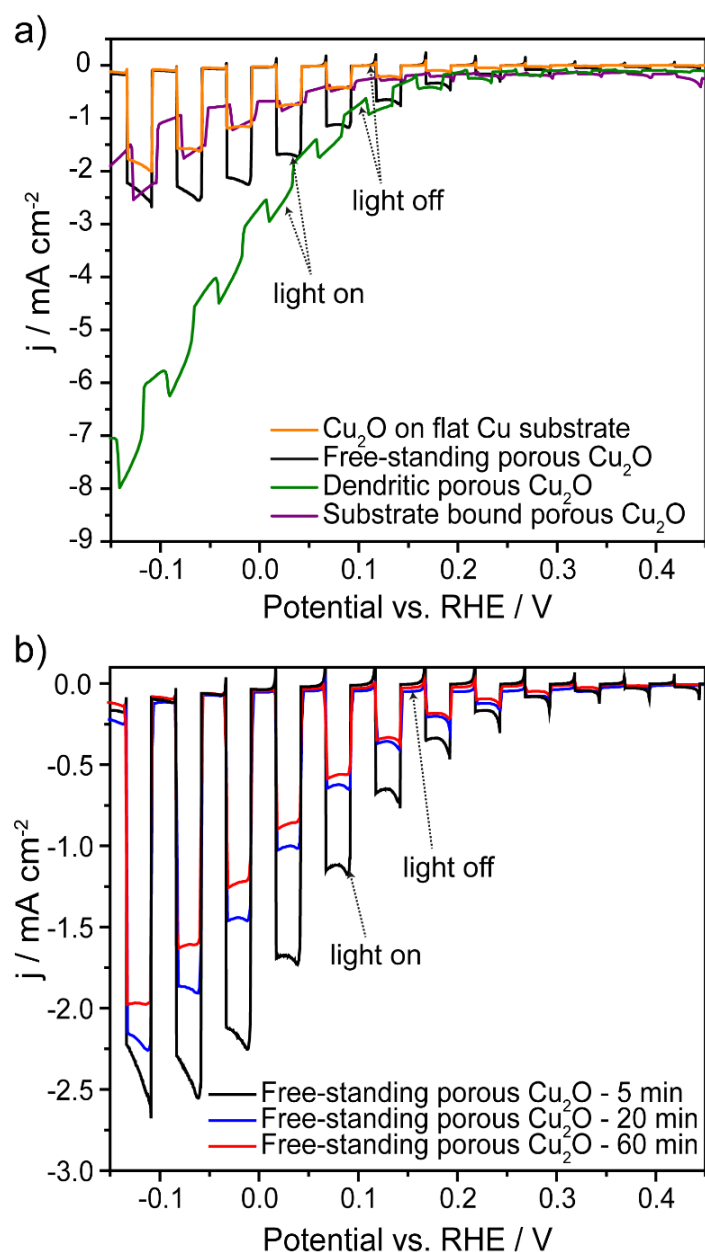 a)
0
-1
-2
-3
-4
-5
-6
-7
-8
-9
j / mA cm⁻²
light off
light on
Cu₂O on flat Cu substrate
Free-standing porous Cu₂O
Dendritic porous Cu₂O
Substrate bound porous Cu₂O
-0.1 0.0 0.1 0.2 0.3 0.4
Potential vs. RHE / V
b)
0.0
-0.5
-1.0
-1.5
-2.0
-2.5
-3.0
j / mA cm⁻²
light off
light on
Free-standing porous Cu₂O - 5 min
Free-standing porous Cu₂O - 20 min
Free-standing porous Cu₂O - 60 min
-0.1 0.0 0.1 0.2 0.3 0.4
Potential vs. RHE / V